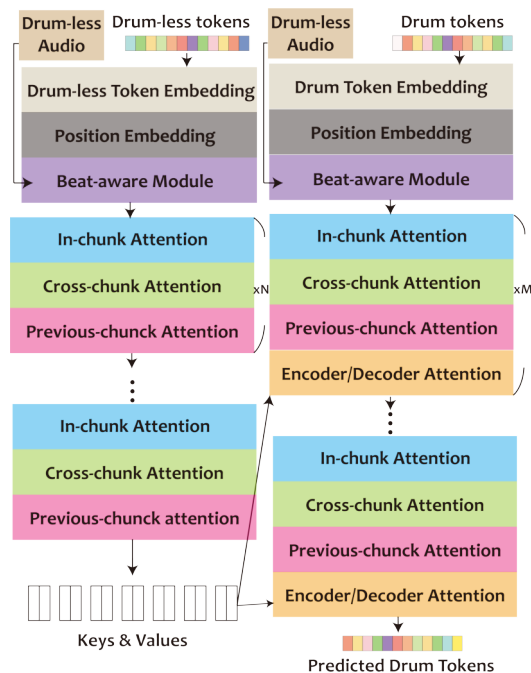 Drum-less
Audio
Drum-less tokens
Drum-less Token Embedding
Position Embedding
Beat-aware Module
In-chunk Attention
Cross-chunk Attention
Previous-chunck Attention
xN
In-chunk Attention
Cross-chunk Attention
Previous-chunck attention
Keys & Values
Drum-less
Audio
Drum tokens
Drum Token Embedding
Position Embedding
Beat-aware Module
In-chunk Attention
Cross-chunk Attention
Previous-chunck Attention
Encoder/Decoder Attention
xM
In-chunk Attention
Cross-chunk Attention
Previous-chunck Attention
Encoder/Decoder Attention
Predicted Drum Tokens